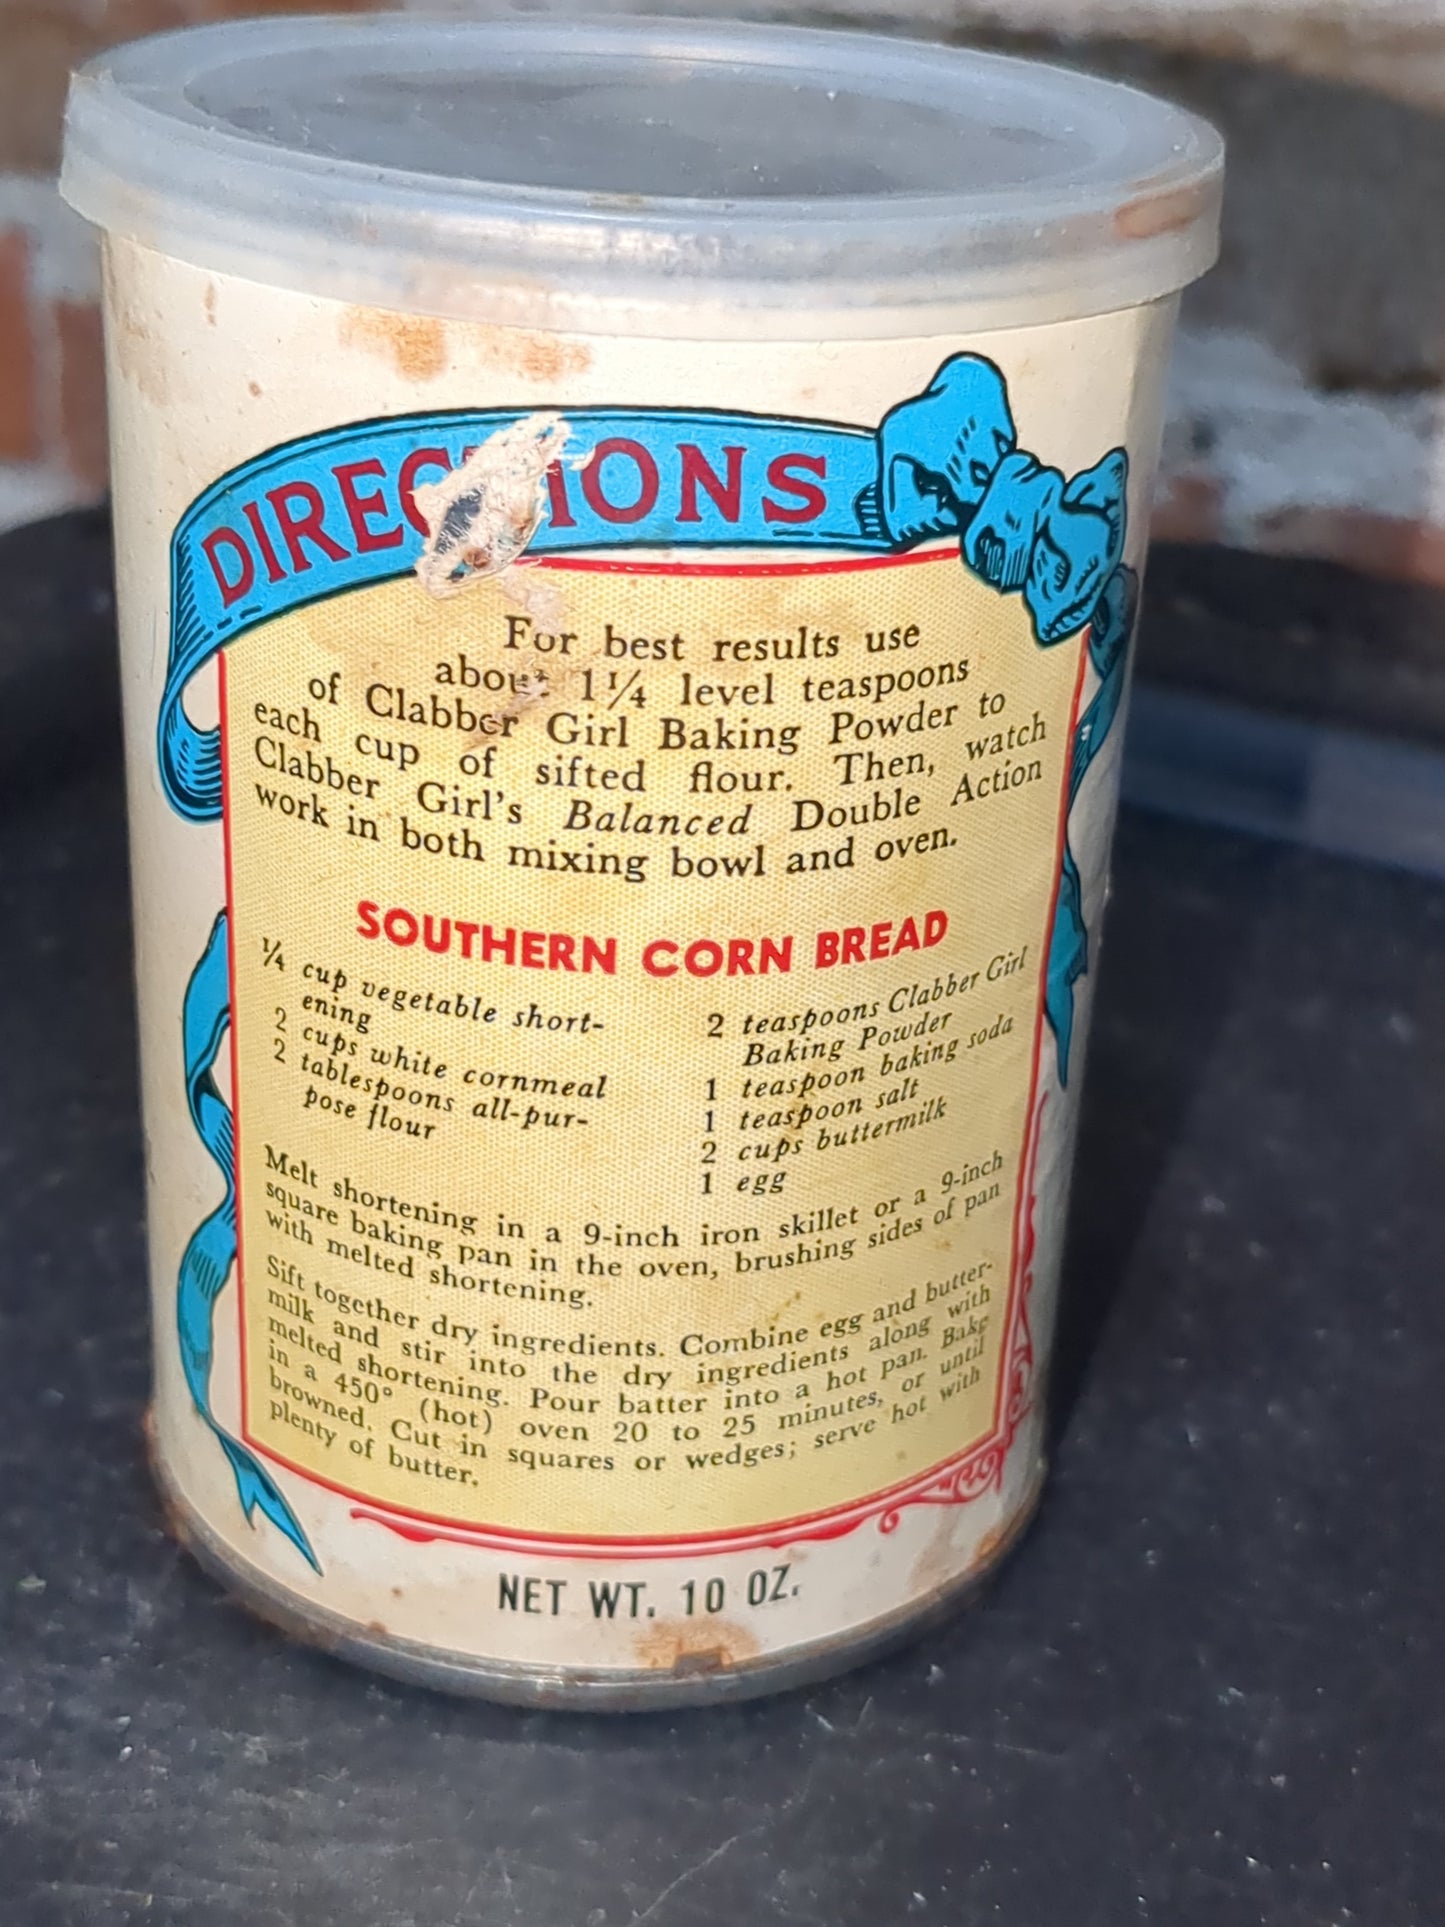 DIRECTIONS
For best results use
about 1¼ level teaspoons
of Clabber Girl Baking Powder to
each cup of sifted flour. Then, watch
Clabber Girl's Balanced Double Action
work in both mixing bowl and oven.
SOUTHERN CORN BREAD
¼ cup vegetable short-
ening
2 cups white cornmeal
2 tablespoons all-pur-
pose flour
2 teaspoons Clabber Girl
Baking Powder
1 teaspoon baking soda
1 teaspoon salt
2 cups buttermilk
1 egg
Melt shortening in a 9-inch iron skillet or a 9-inch
square baking pan in the oven, brushing sides of pan
with melted shortening.
Sift together dry ingredients. Combine egg and butter-
milk and stir into the dry ingredients along with
melted shortening. Pour batter into a hot pan. Bake
in a 450° (hot) oven 20 to 25 minutes, or until
browned. Cut in squares or wedges; serve hot with
plenty of butter.
NET WT. 10 OZ.